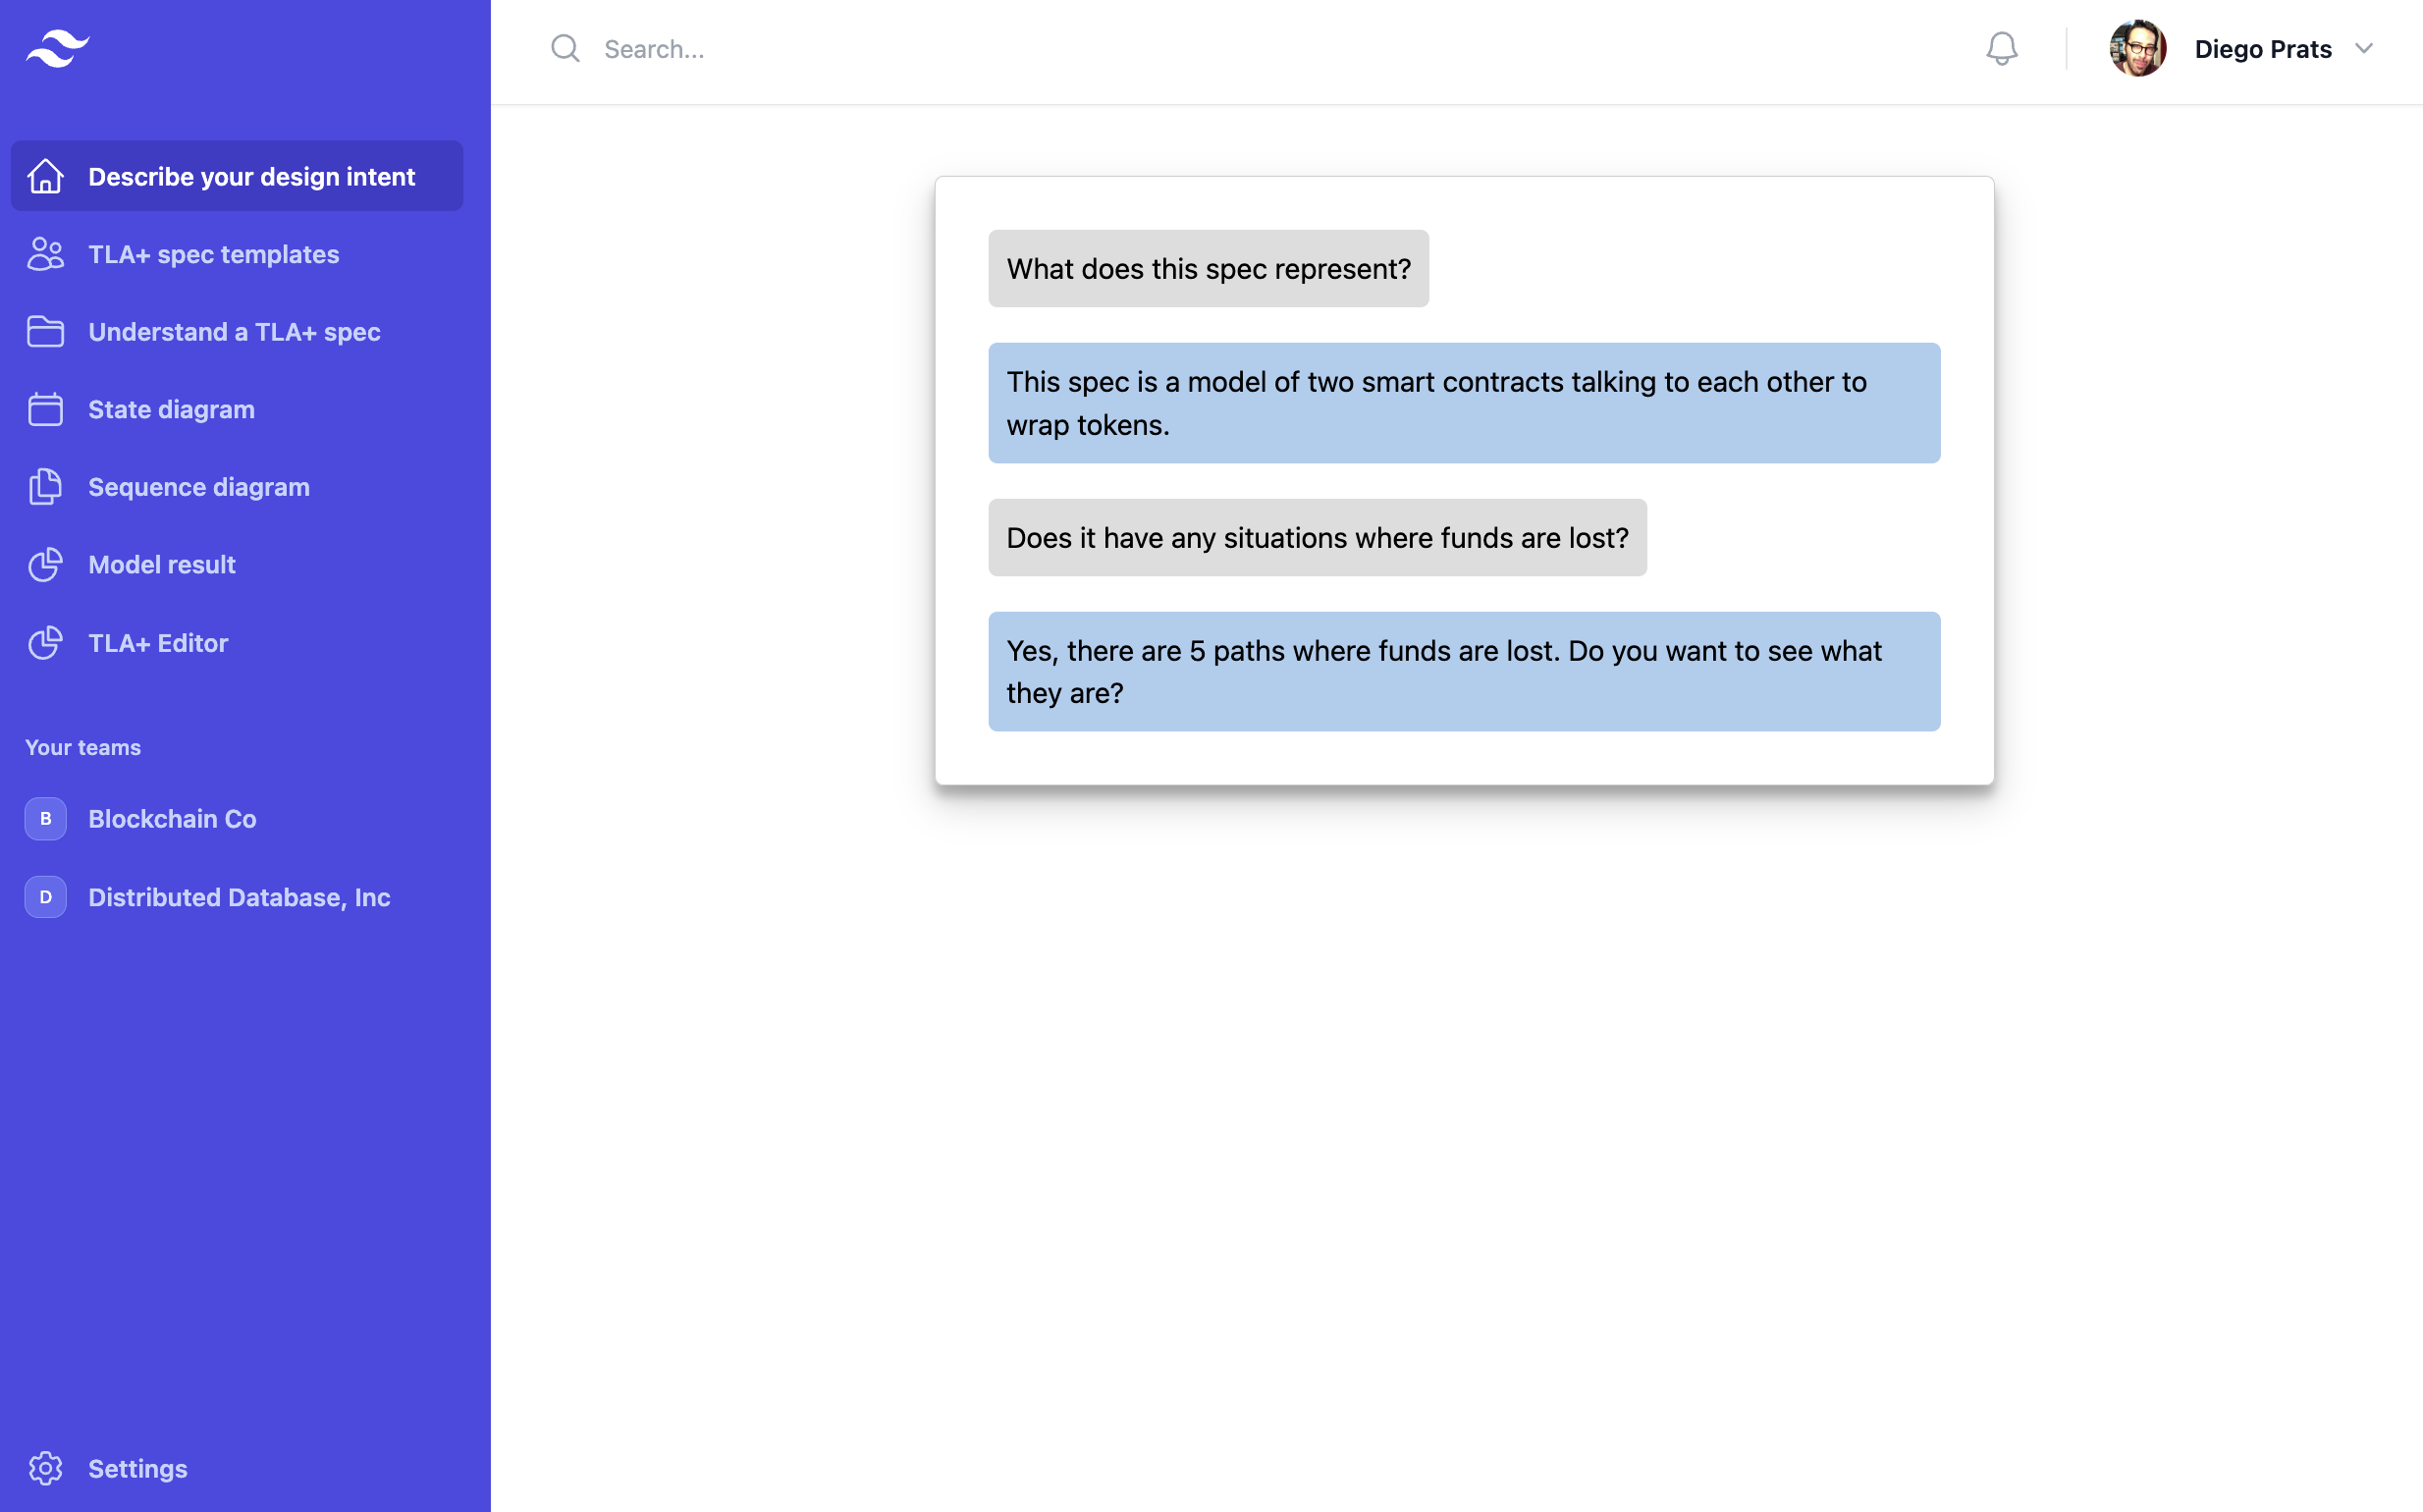 Search...
Diego Prats
Describe your design intent
TLA+ spec templates
Understand a TLA+ spec
State diagram
Sequence diagram
Model result
TLA+ Editor
Your teams
B
Blockchain Co
D
Distributed Database, Inc
Settings
What does this spec represent?
This spec is a model of two smart contracts talking to each other to
wrap tokens.
Does it have any situations where funds are lost?
Yes, there are 5 paths where funds are lost. Do you want to see what
they are?